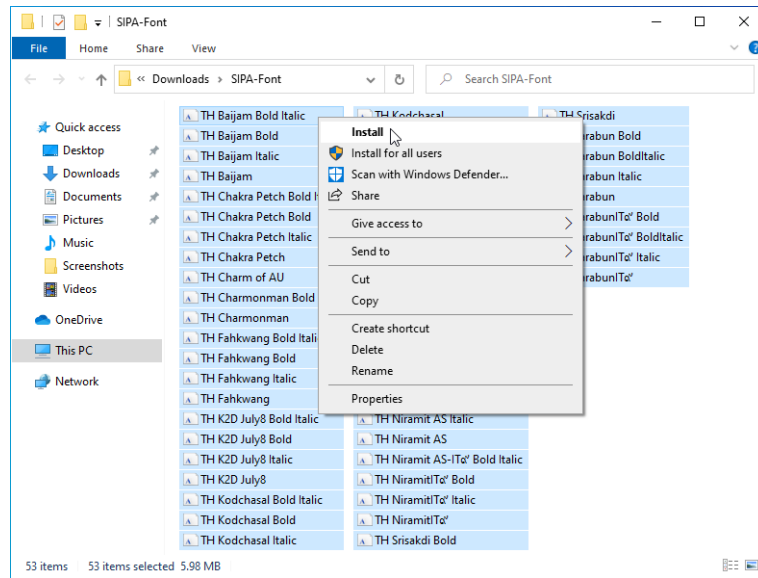 SIPA-Font
File
Home
Share
View
« Downloads › SIPA-Font
Search SIPA-Font
Quick access
Desktop
Downloads
Documents
Pictures
Music
Screenshots
Videos
OneDrive
This PC
Network
TH Baijam Bold Italic
TH Baijam Bold
TH Baijam Italic
TH Baijam
TH Chakra Petch Bold
TH Chakra Petch Bold
TH Chakra Petch Italic
TH Chakra Petch
TH Charm of AU
TH Charmonman Bold
TH Charmonman
TH Fahkwang Bold Itali
TH Fahkwang Bold
TH Fahkwang Italic
TH Fahkwang
TH K2D July8 Bold Italic
TH K2D July8 Bold
TH K2D July8 Italic
TH K2D July8
TH Kodchasal Bold Italic
TH Kodchasal Bold
TH Kodchasal Italic
TH Kodchasal
Install
Install for all users
Scan with Windows Defender...
Share
Give access to
Send to
Cut
Copy
Create shortcut
Delete
Rename
Properties
TH Niramit AS Italic
TH Niramit AS
TH Niramit AS-IT๙ Bold Italic
TH NiramitIT๙ Bold
TH NiramitIT๙ Italic
TH NiramitIT๙
TH Srisakdi Bold
TH Srisakdi
rabun Bold
rabun BoldItalic
rabun Italic
rabun
rabunIT๙ Bold
rabunIT๙ BoldItalic
rabunIT๙ Italic
rabunIT๙
53 items
53 items selected 5.98 MB